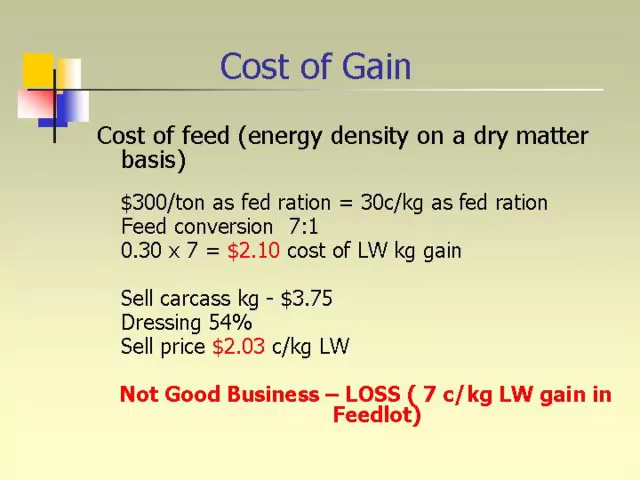 Cost of Gain
Cost of feed (energy density on a dry matter
basis)
$300/ton as fed ration = 30c/kg as fed ration
Feed conversion 7:1
0.30 x 7 = $2.10 cost of LW kg gain
Sell carcass kg - $3.75
Dressing 54%
Sell price $2.03 c/kg LW
Not Good Business – LOSS ( 7 c/kg LW gain in
Feedlot)